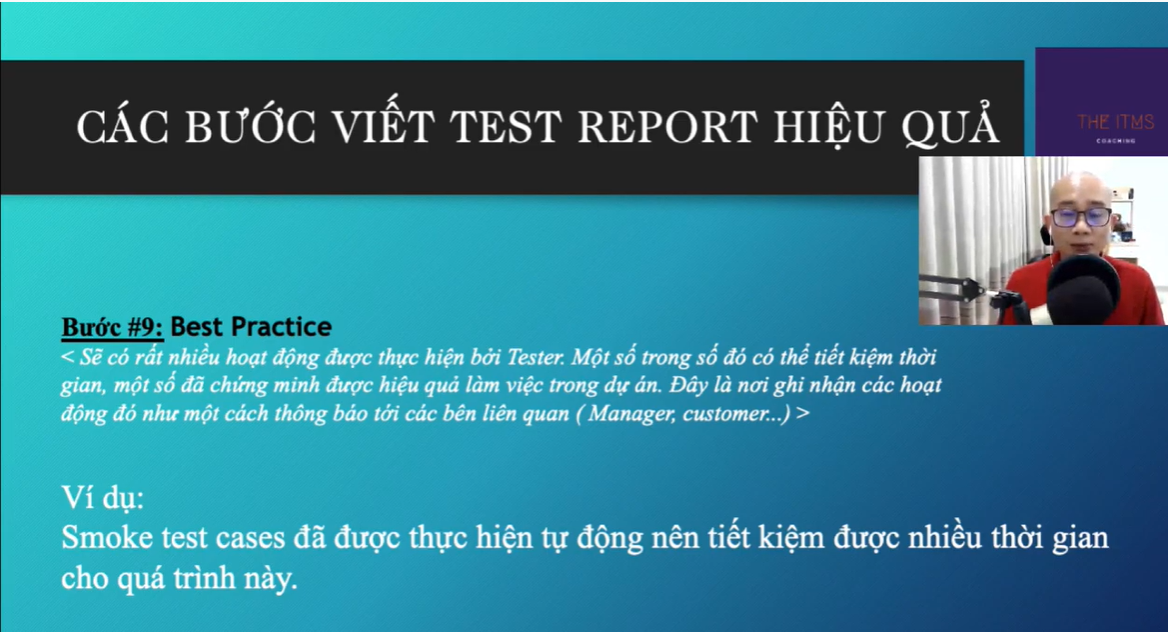 CÁC BƯỚC VIẾT TEST REPORT HIỆU QUẢ
THE ITMS
COACHING
Bước #9: Best Practice
< Sẽ có rất nhiều hoạt động được thực hiện bởi Tester. Một số trong số đó có thể tiết kiệm thời
gian, một số đã chứng minh được hiệu quả làm việc trong dự án. Đây là nơi ghi nhận các hoạt
động đó như một cách thông báo tới các bên liên quan ( Manager, customer...) >
Ví dụ:
Smoke test cases đã được thực hiện tự động nên tiết kiệm được nhiều thời gian
cho quá trình này.